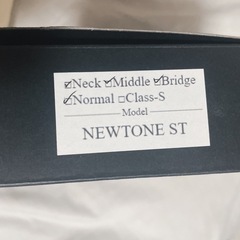 ☑Neck ☑Middle ☑Bridge
☑Normal □Class-S
Model
NEWTONE ST